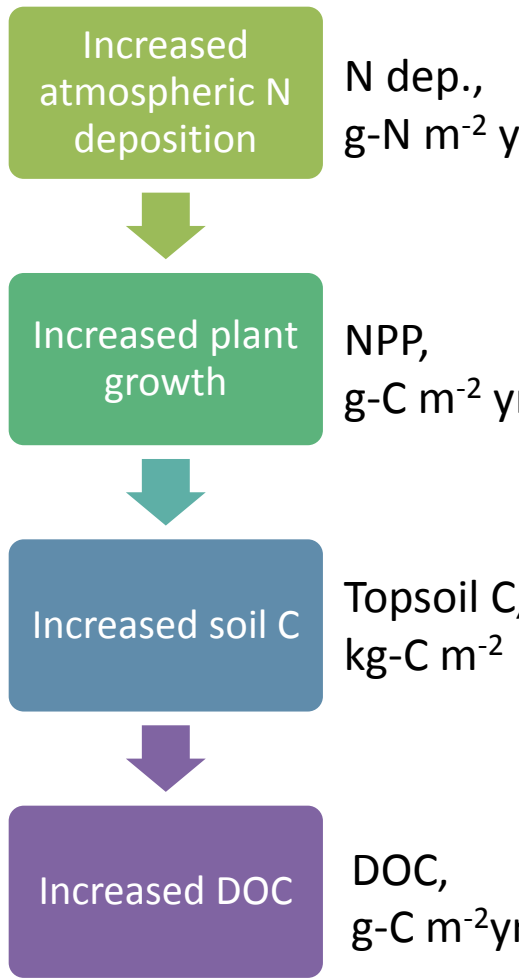 Increased
atmospheric N
deposition
N dep.,
g-N m⁻² y
Increased plant
growth
NPP,
g-C m⁻² yr
Increased soil C
Topsoil C,
kg-C m⁻²
Increased DOC
DOC,
g-C m⁻²yr